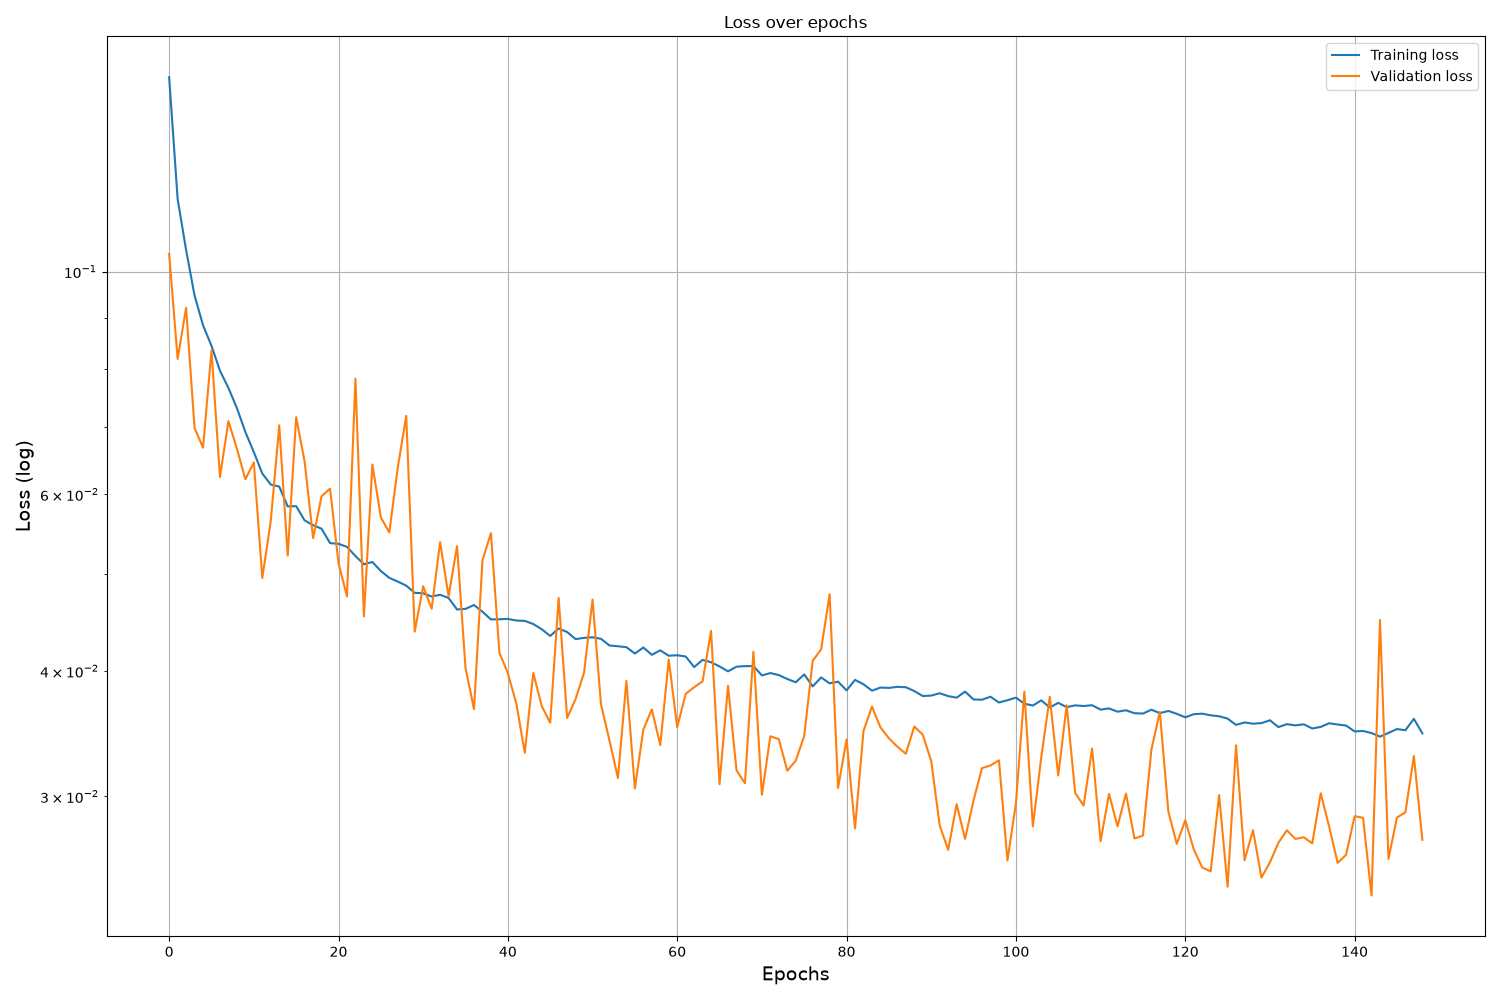 Loss over epochs
Training loss
Validation loss
10⁻¹
6 × 10⁻²
4 × 10⁻²
3 × 10⁻²
Loss (log)
0 20 40 60 80 100 120 140
Epochs